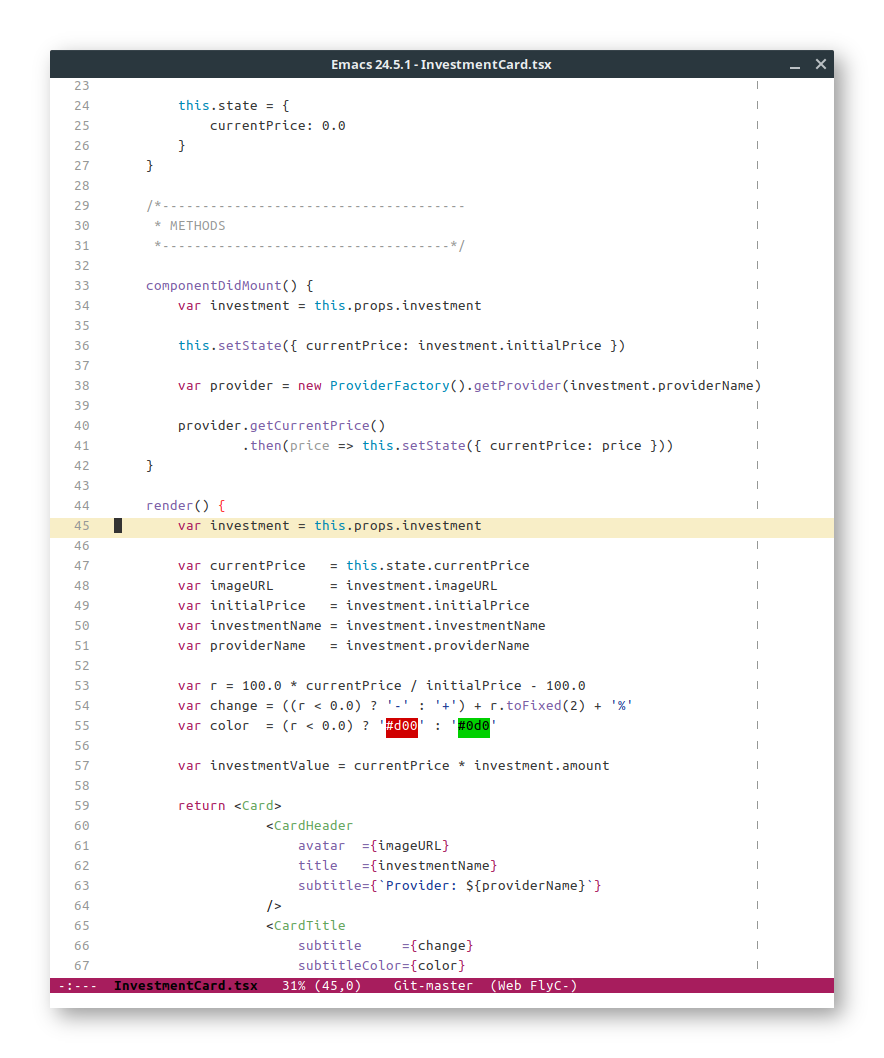 Emacs 24.5.1 - InvestmentCard.tsx
23
24 this.state = {
25 currentPrice: 0.0
26 }
27 }
28
29 /*--------------------------------------
30 * METHODS
31 *------------------------------------*/
32
33 componentDidMount() {
34 var investment = this.props.investment
35
36 this.setState({ currentPrice: investment.initialPrice })
37
38 var provider = new ProviderFactory().getProvider(investment.providerName)
39
40 provider.getCurrentPrice()
41 .then(price => this.setState({ currentPrice: price }))
42 }
43
44 render() {
45 var investment = this.props.investment
46
47 var currentPrice   = this.state.currentPrice
48 var imageURL       = investment.imageURL
49 var initialPrice   = investment.initialPrice
50 var investmentName = investment.investmentName
51 var providerName   = investment.providerName
52
53 var r = 100.0 * currentPrice / initialPrice - 100.0
54 var change = ((r < 0.0) ? '-' : '+') + r.toFixed(2) + '%'
55 var color  = (r < 0.0) ? '#d00' : '#0d0'
56
57 var investmentValue = currentPrice * investment.amount
58
59 return <Card>
60 <CardHeader
61 avatar  ={imageURL}
62 title   ={investmentName}
63 subtitle={`Provider: ${providerName}`}
64 />
65 <CardTitle
66 subtitle     ={change}
67 subtitleColor={color}
-:---  InvestmentCard.tsx   31% (45,0)    Git-master  (Web FlyC-)